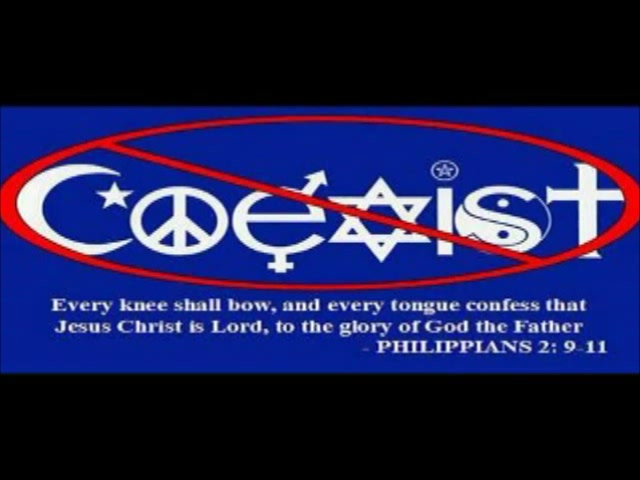 Coexist
Every knee shall bow, and every tongue confess that
Jesus Christ is Lord, to the glory of God the Father
- PHILIPPIANS 2: 9-11